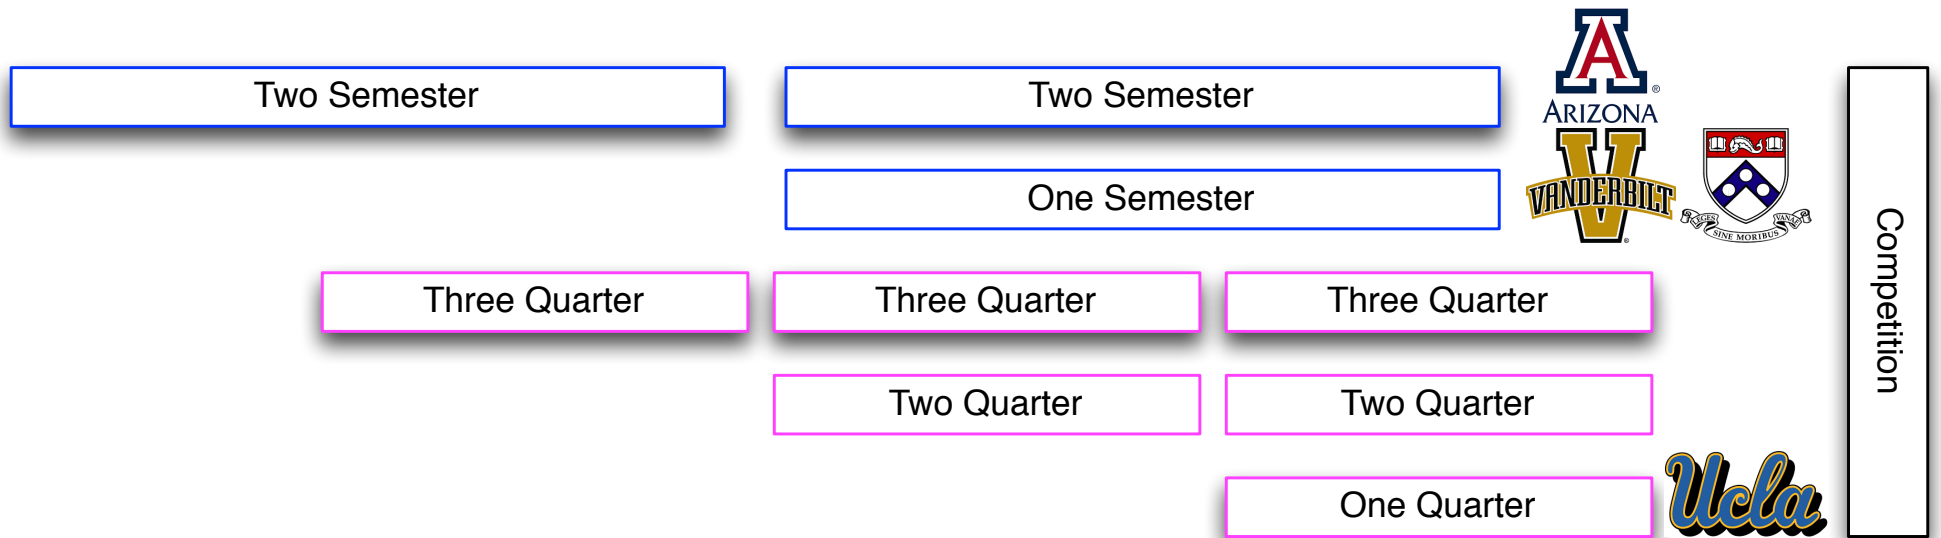 Two Semester
Two Semester
A
®
ARIZONA
One Semester
V
VANDERBILT
®
LEGES
SINE MORIBUS
VANAE
Three Quarter
Three Quarter
Three Quarter
Two Quarter
Two Quarter
One Quarter
Ucla
Competition